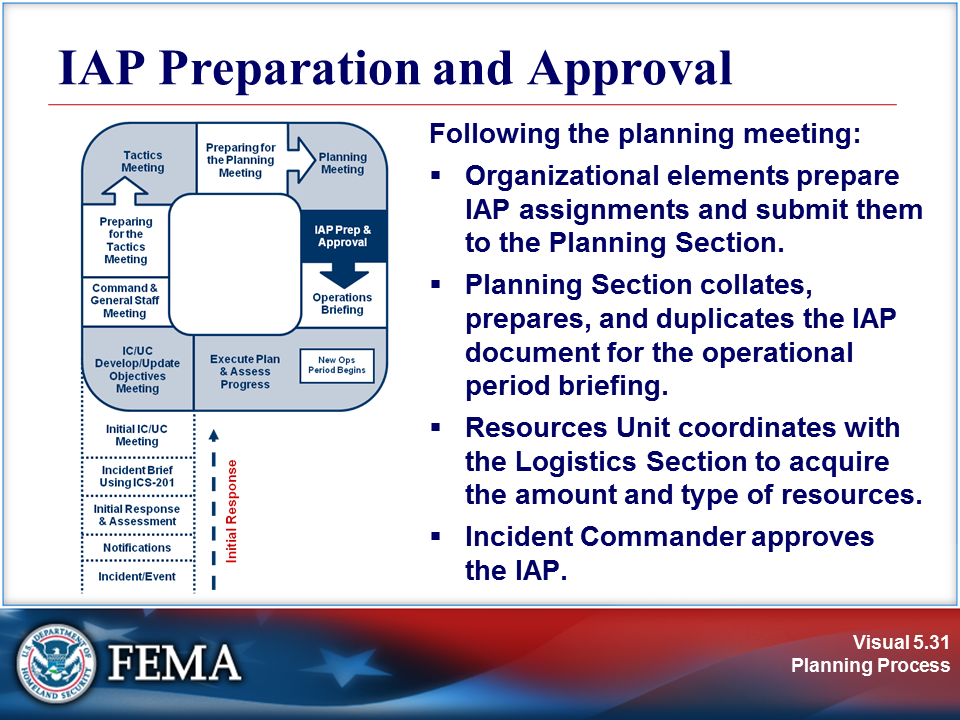 IAP Preparation and Approval
Tactics
Meeting
Preparing for
the Planning
Meeting
Planning
Meeting
Preparing
for the
Tactics
Meeting
IAP Prep &
Approval
Command &
General Staff
Meeting
Operations
Briefing
IC/UC
Develop/Update
Objectives
Meeting
Execute Plan
& Assess
Progress
New Ops
Period Begins
Initial IC/UC
Meeting
Incident Brief
Using ICS-201
Initial Response
& Assessment
Notifications
Incident/Event
Initial Response
Following the planning meeting:
▪ Organizational elements prepare
IAP assignments and submit them
to the Planning Section.
▪ Planning Section collates,
prepares, and duplicates the IAP
document for the operational
period briefing.
▪ Resources Unit coordinates with
the Logistics Section to acquire
the amount and type of resources.
▪ Incident Commander approves
the IAP.
U.S. DEPARTMENT OF
HOMELAND SECURITY
FEMA
Visual 5.31
Planning Process